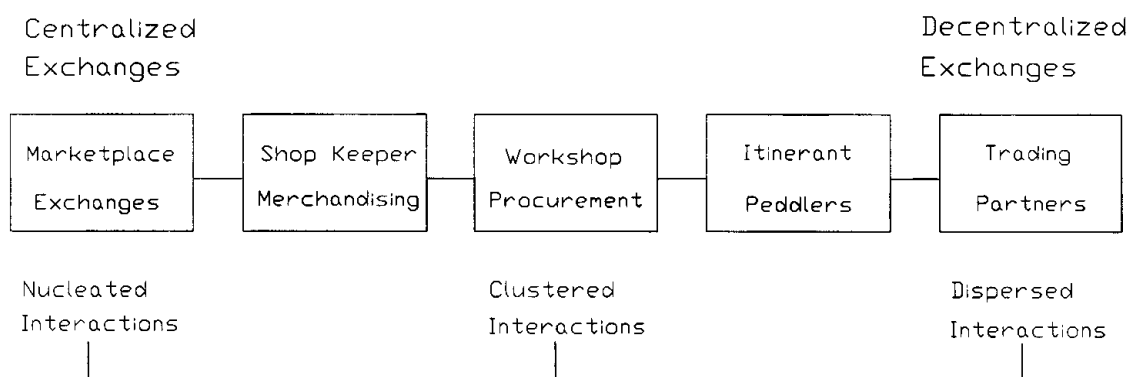 Centralized
Exchanges
Decentralized
Exchanges
Marketplace
Exchanges
Shop Keeper
Merchandising
Workshop
Procurement
Itinerant
Peddlers
Trading
Partners
Nucleated
Interactions
Clustered
Interactions
Dispersed
Interactions